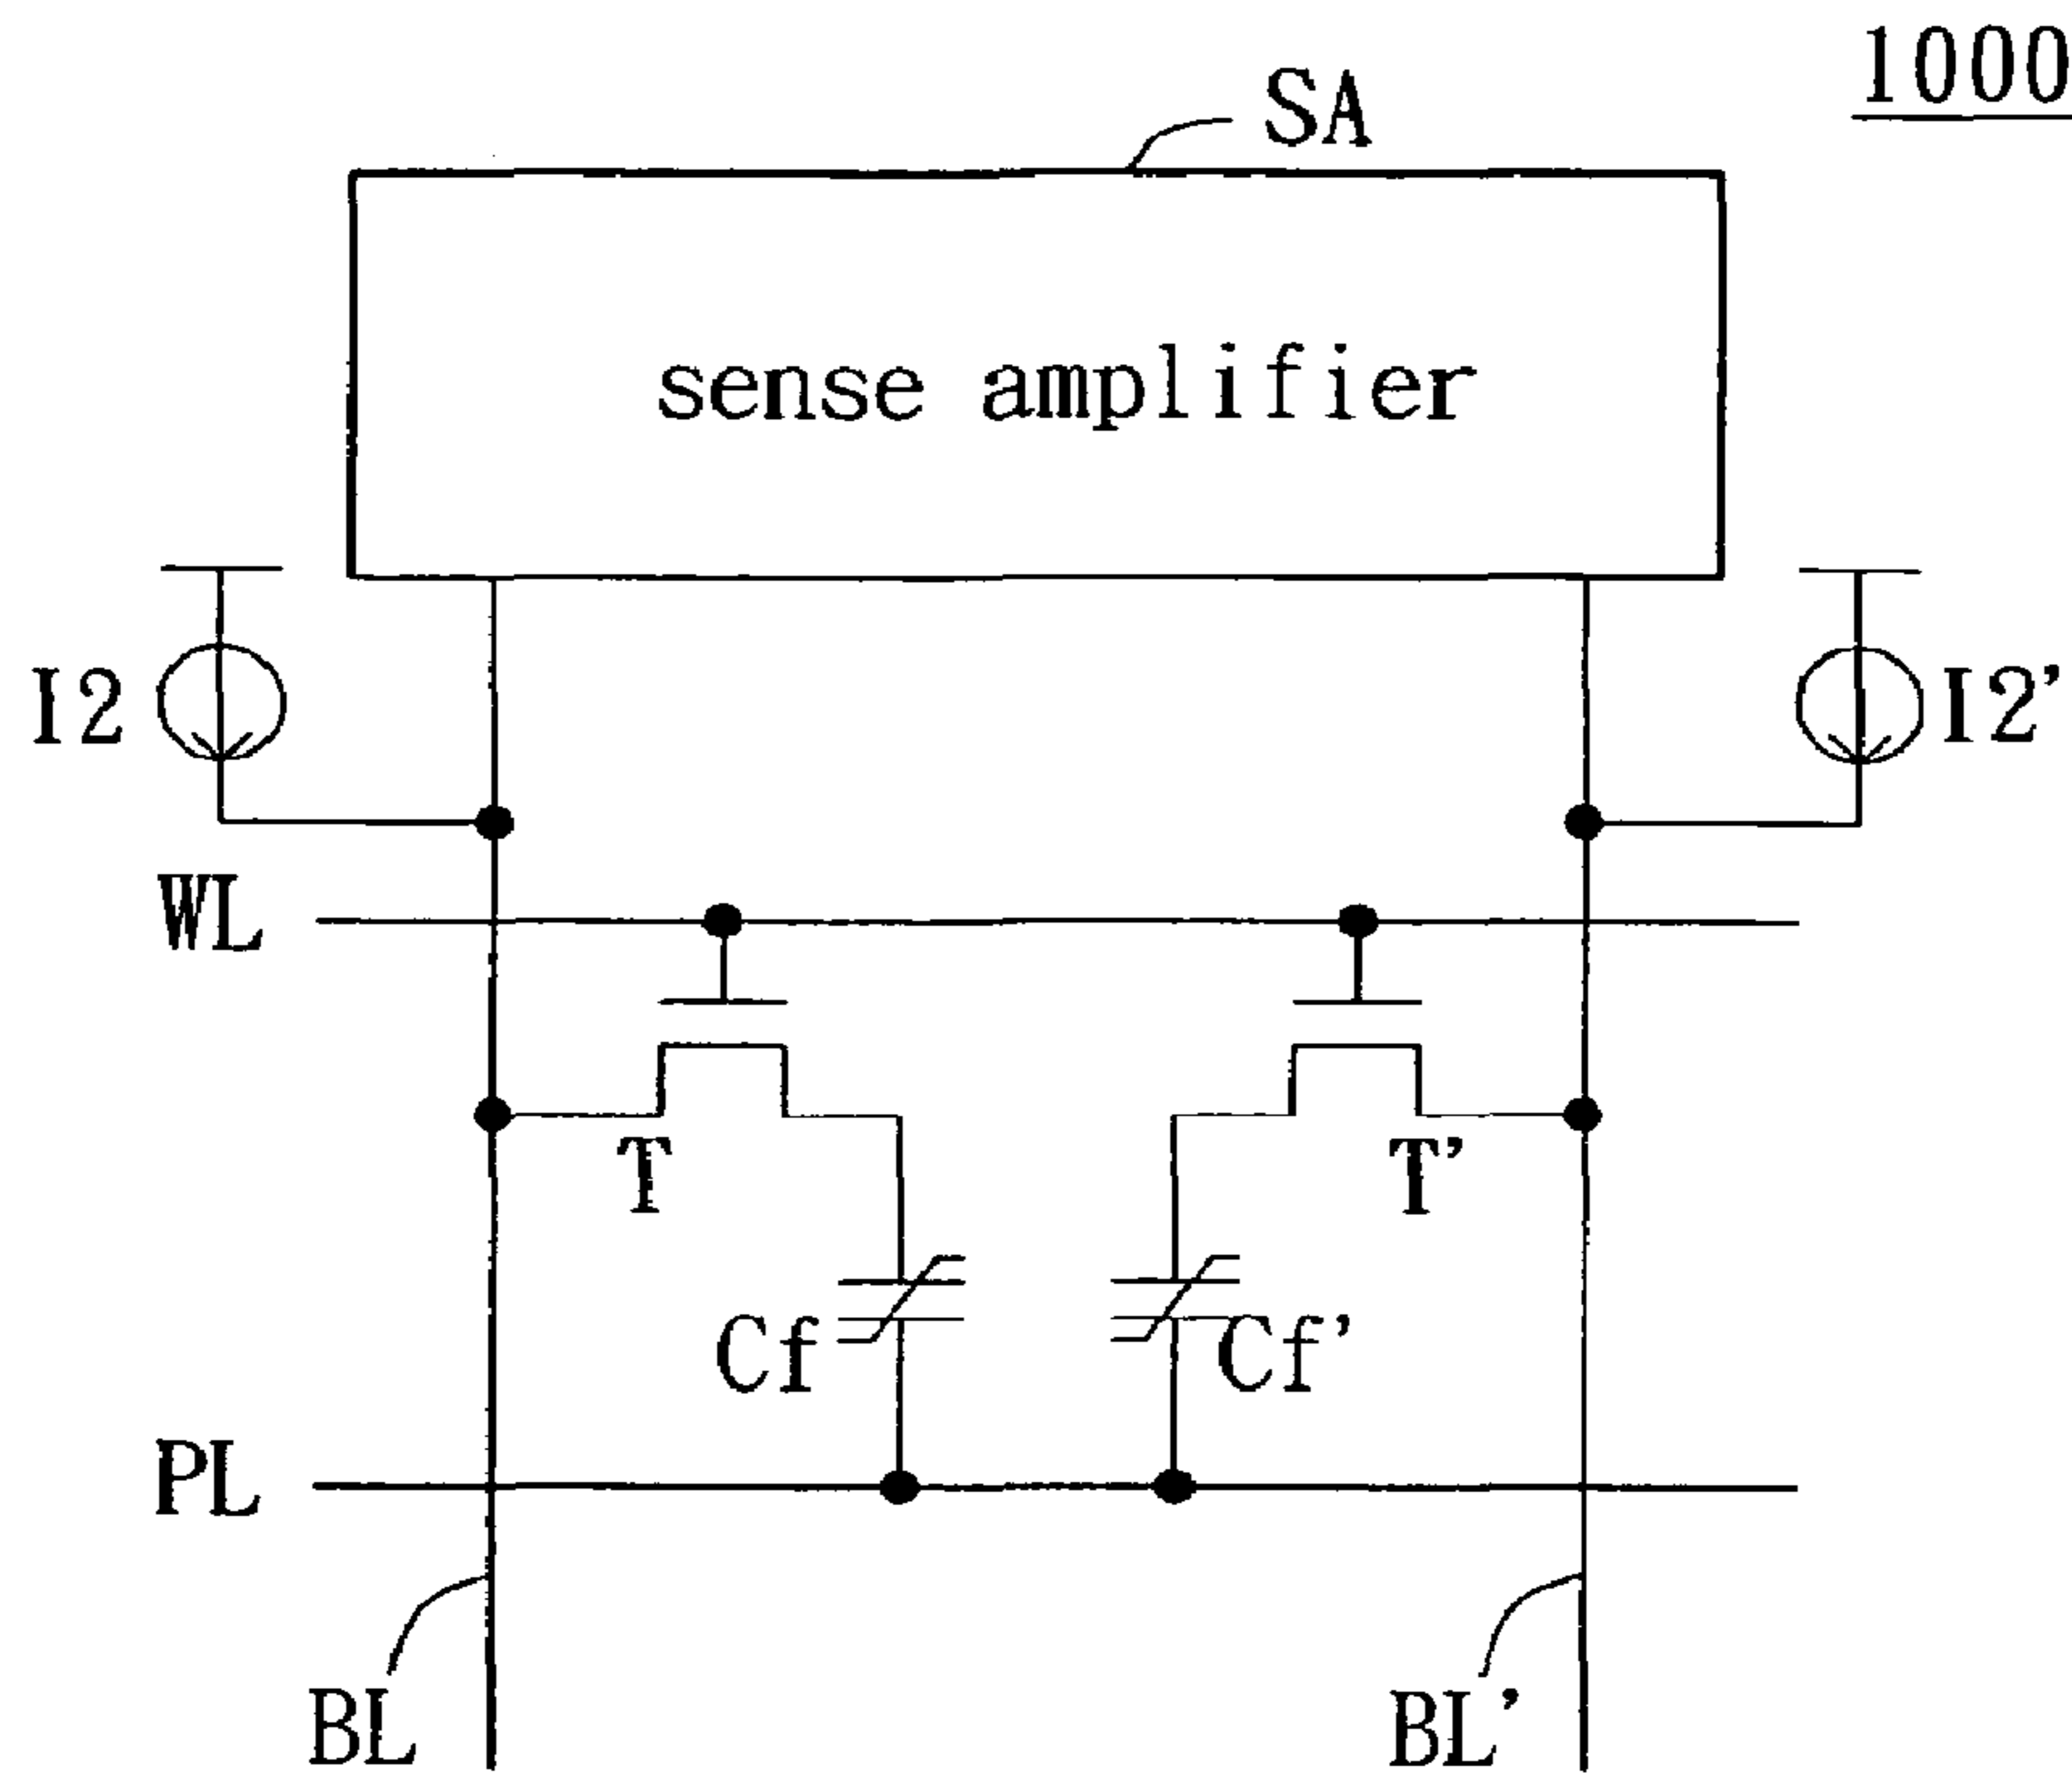 1000
SA
sense amplifier
I2
I2'
WL
T
T'
Cf
Cf'
PL
BL
BL'